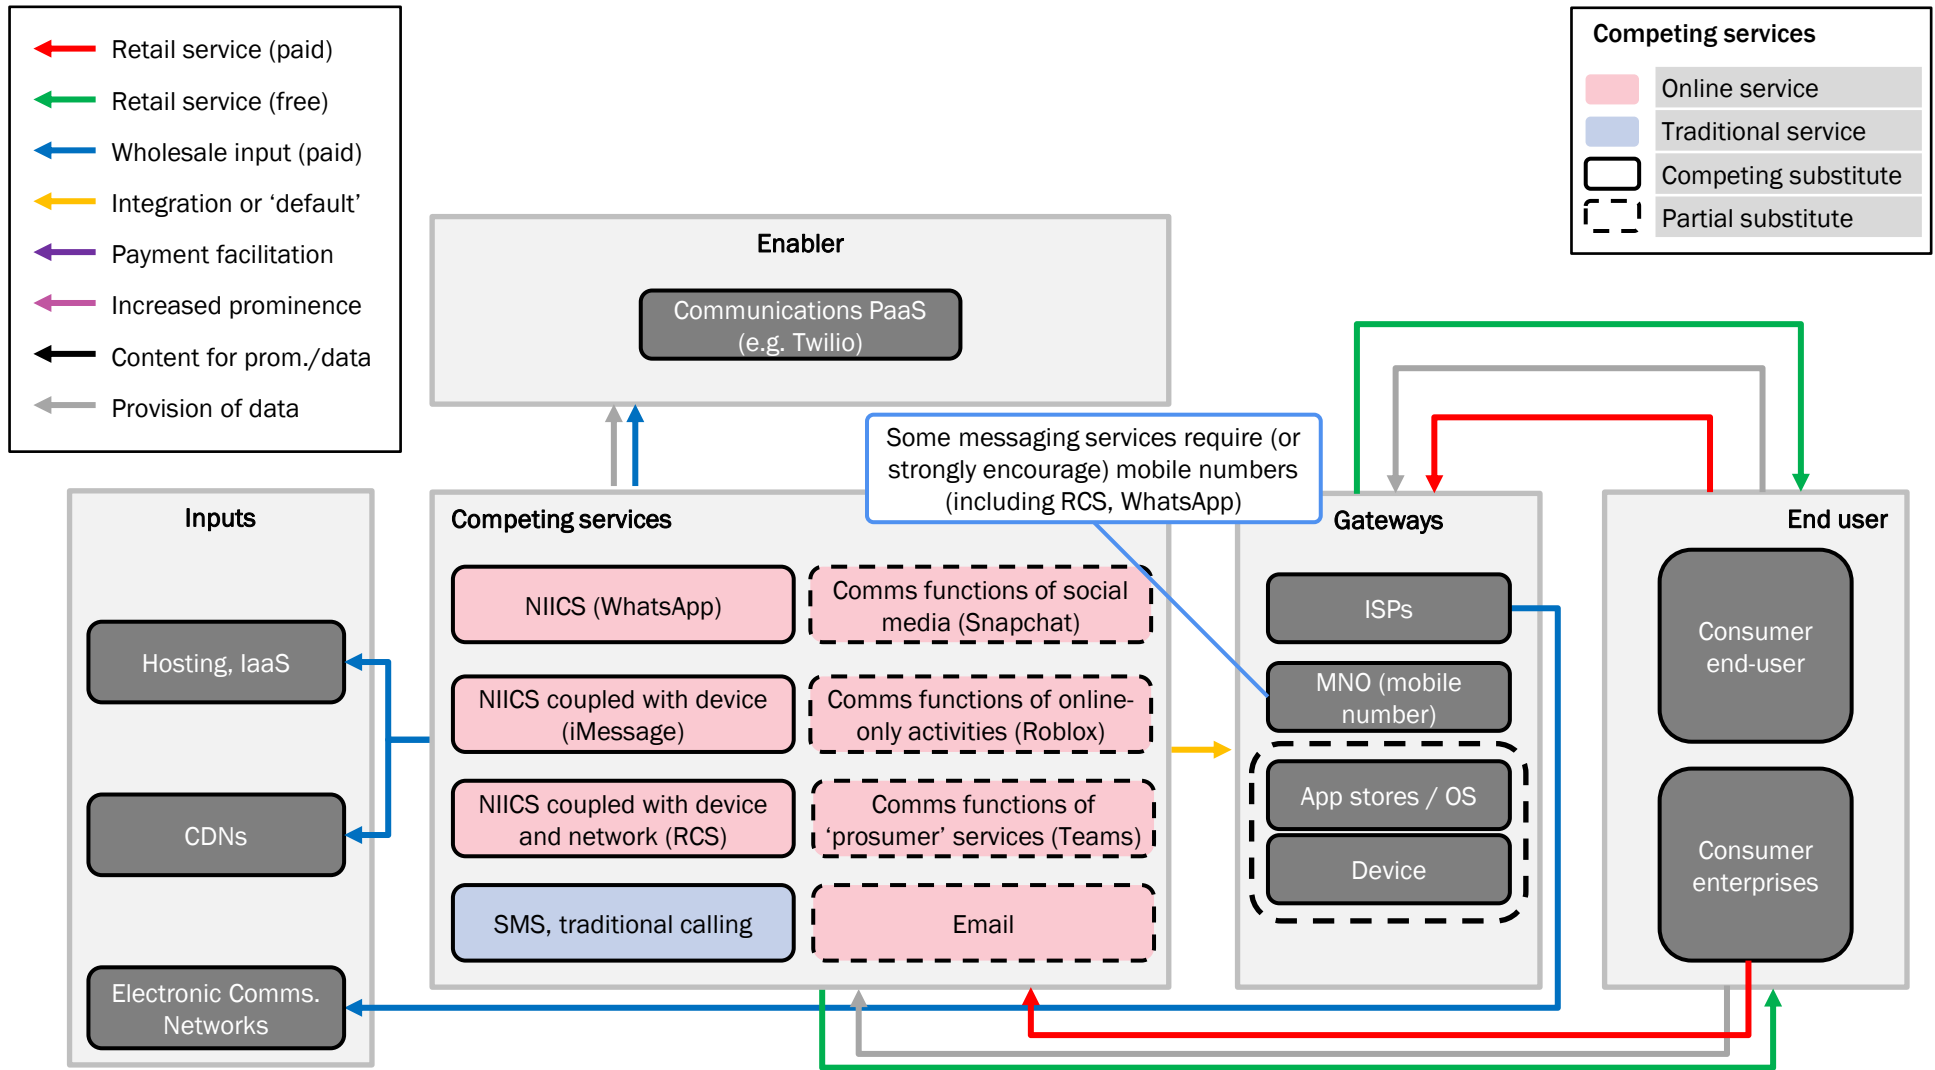 Retail service (paid)
Retail service (free)
Wholesale input (paid)
Integration or ‘default’
Payment facilitation
Increased prominence
Content for prom./data
Provision of data
Competing services
Online service
Traditional service
Competing substitute
Partial substitute
Enabler
Communications PaaS
(e.g. Twilio)
Some messaging services require (or
strongly encourage) mobile numbers
(including RCS, WhatsApp)
Inputs
Hosting, IaaS
CDNs
Electronic Comms.
Networks
Competing services
NIICS (WhatsApp)
Comms functions of social
media (Snapchat)
NIICS coupled with device
(iMessage)
Comms functions of online-
only activities (Roblox)
NIICS coupled with device
and network (RCS)
Comms functions of
‘prosumer’ services (Teams)
SMS, traditional calling
Email
Gateways
ISPs
MNO (mobile
number)
App stores / OS
Device
End user
Consumer
end-user
Consumer
enterprises